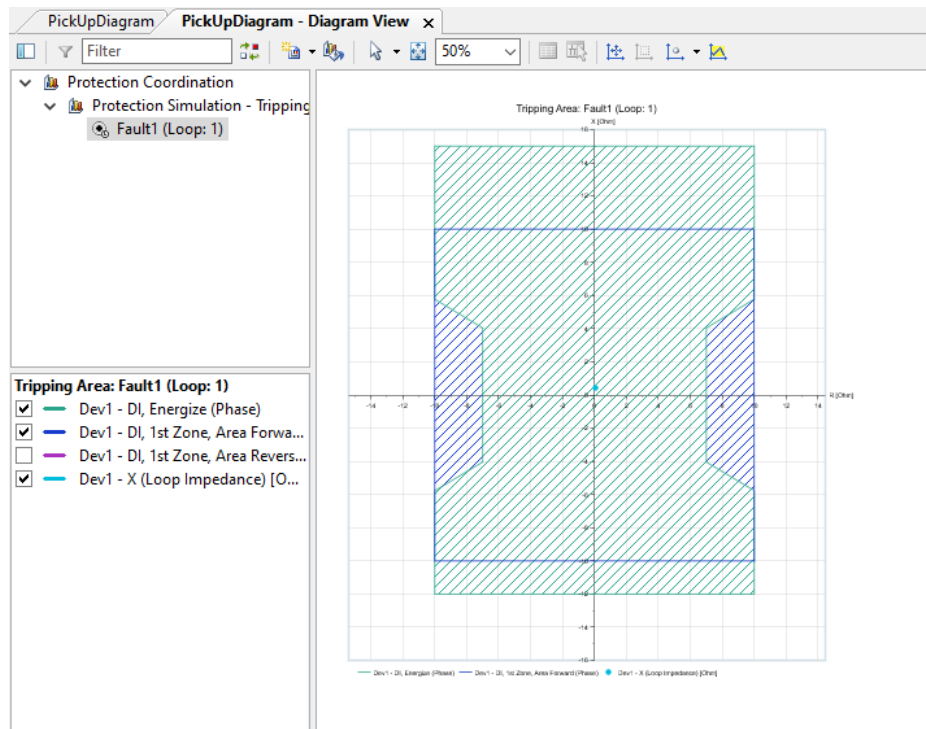 PickUpDiagram
PickUpDiagram - Diagram View x
Filter
50%
Protection Coordination
Protection Simulation - Tripping
Fault1 (Loop: 1)
Tripping Area: Fault1 (Loop: 1)
Dev1 - DI, Energize (Phase)
Dev1 - DI, 1st Zone, Area Forwa...
Dev1 - DI, 1st Zone, Area Revers...
Dev1 - X (Loop Impedance) [O...
Tripping Area: Fault1 (Loop: 1)
X [Ohm]
16
14
12
10
8
6
4
2
0
-14 -12 -10 -8 -6 -4 -2 2 4 6 8 10 12 14 R [Ohm]
-2
-4
-6
-8
-10
-12
-14
-16
Dev1 - DI, Energize (Phase) Dev1 - DI, 1st Zone, Area Forward (Phase) Dev1 - X (Loop Impedance) [Ohm]